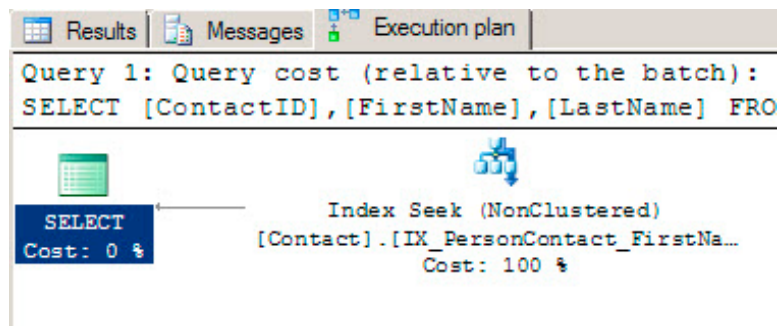 Results Messages Execution plan
Query 1: Query cost (relative to the batch):
SELECT [ContactID],[FirstName],[LastName] FRO
SELECT
Cost: 0 %
Index Seek (NonClustered)
[Contact].[IX_PersonContact_FirstNa…
Cost: 100 %